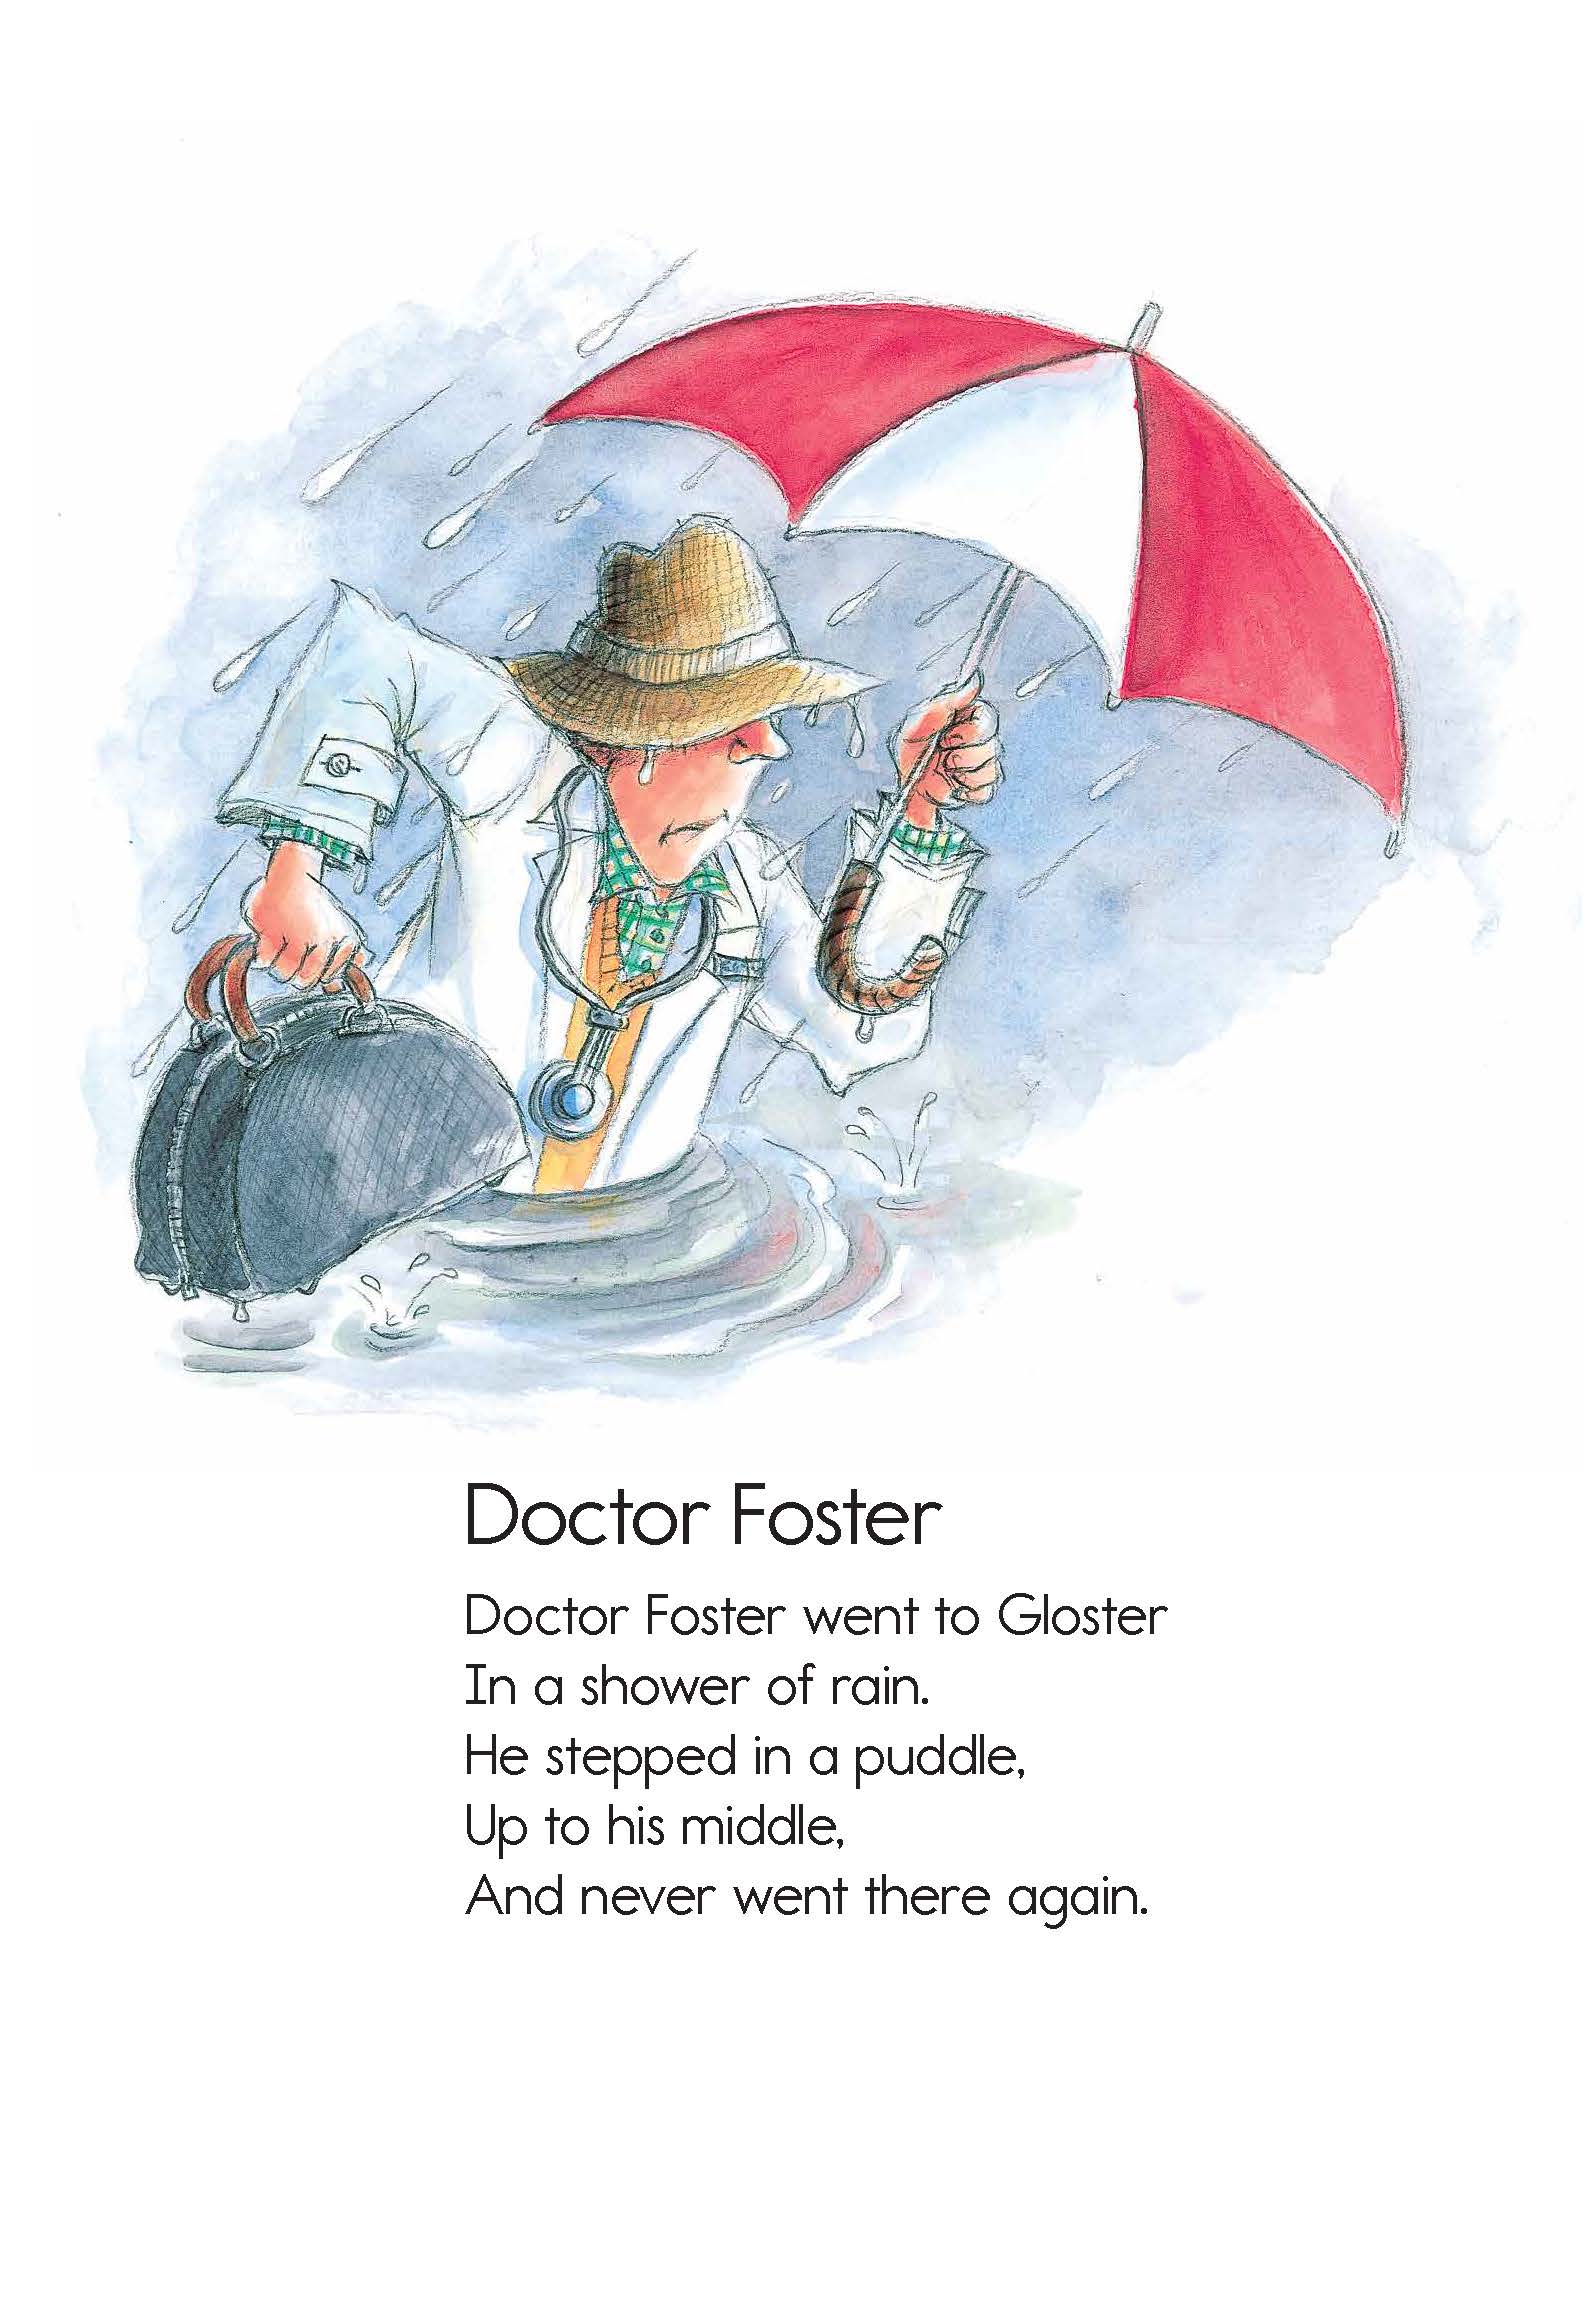 Doctor Foster
Doctor Foster went to Gloster
In a shower of rain.
He stepped in a puddle,
Up to his middle,
And never went there again.